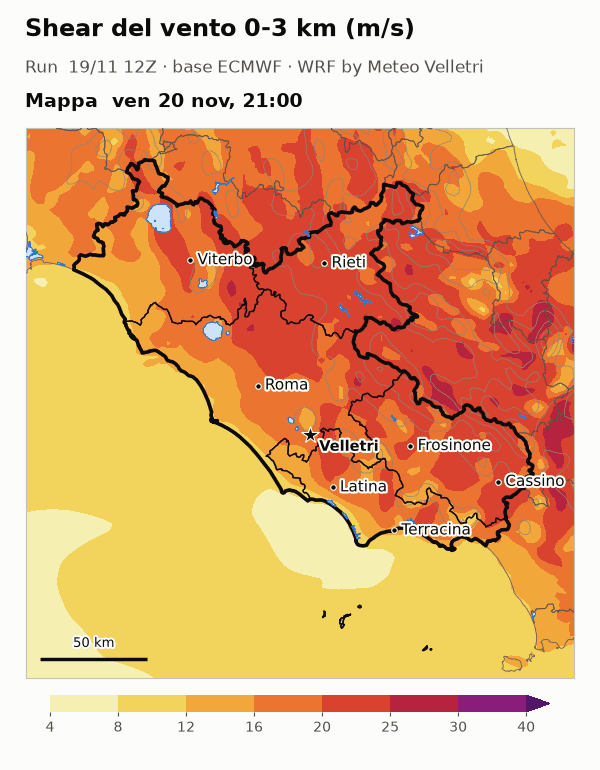 Shear del vento 0-3 km (m/s)
Run 19/11 12Z · base ECMWF · WRF by Meteo Velletri
Mappa ven 20 nov, 21:00
Viterbo
Rieti
Roma
Velletri
Frosinone
Latina
Cassino
Terracina
50 km
4 8 12 16 20 25 30 40